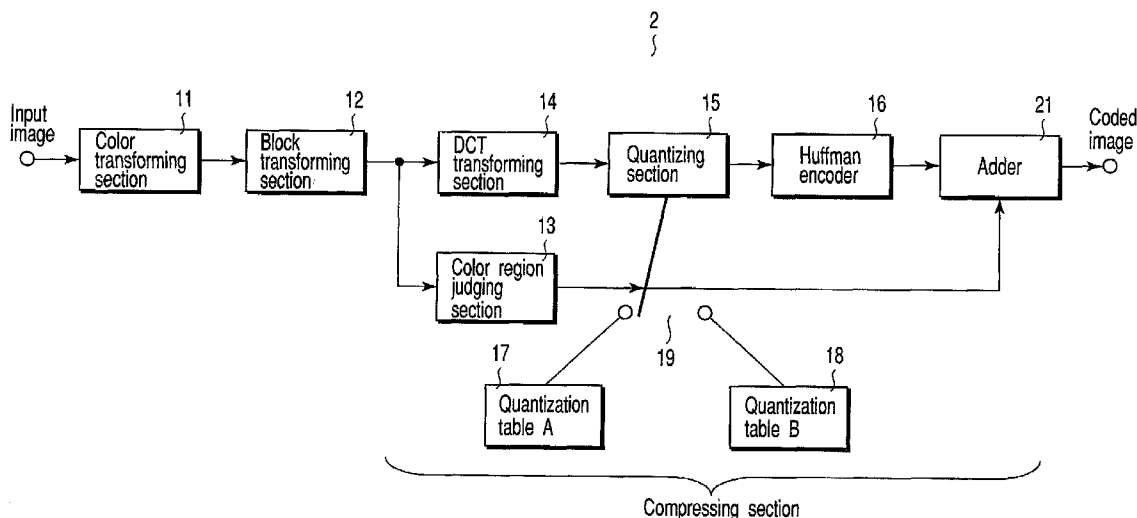 2
Input
image
11
Color
transforming
section
12
Block
transforming
section
14
DCT
transforming
section
15
Quantizing
section
16
Huffman
encoder
21
Adder
Coded
image
13
Color region
judging
section
19
17
Quantization
table A
18
Quantization
table B
Compressing section